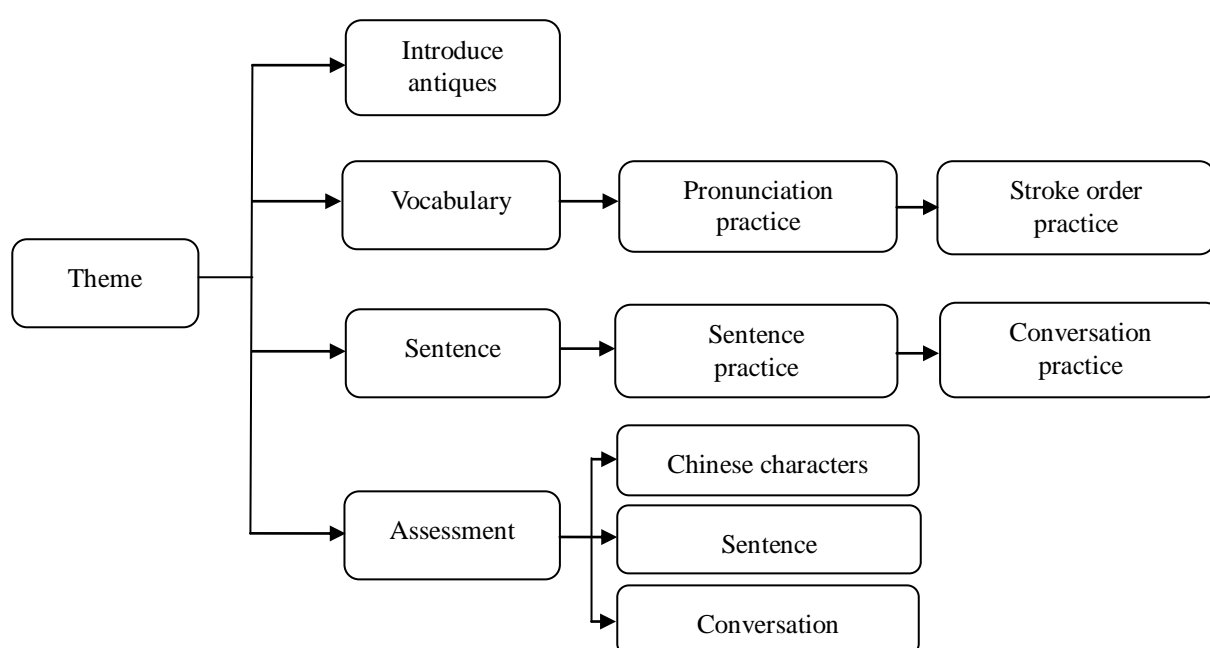 Introduce
antiques
Vocabulary
Pronunciation
practice
Stroke order
practice
Theme
Sentence
Sentence
practice
Conversation
practice
Assessment
Chinese characters
Sentence
Conversation